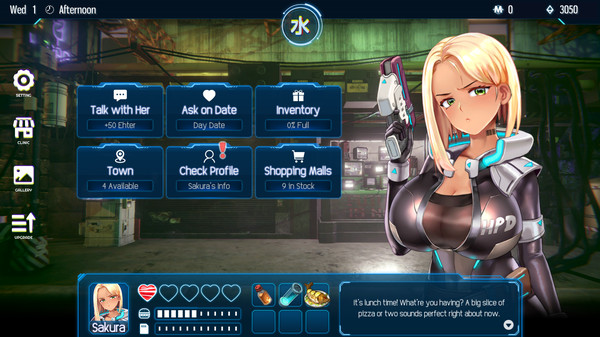 Wed 1 Afternoon
0
3050
水
SETTING
CLINIC
GALLERY
UPGRADE
Talk with Her
+50 Ehter
Ask on Date
Day Date
Inventory
0% Full
Town
4 Available
Check Profile
Sakura's Info
!
Shopping Malls
9 In Stock
HPD
Sakura
It's lunch time! What're you having? A big slice of
pizza or two sounds perfect right about now.